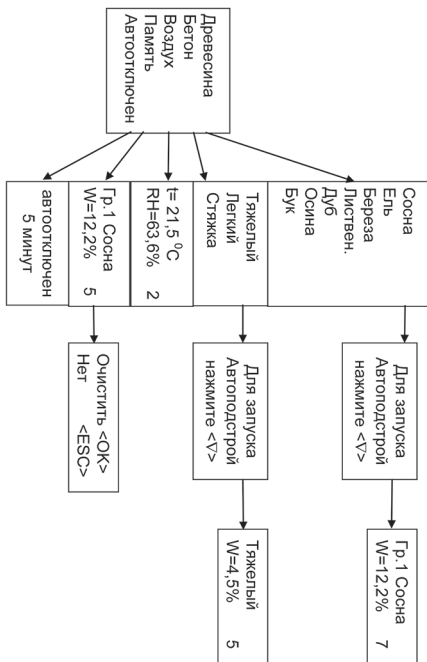 Древесина
Бетон
Воздух
Память
Автоотключен
Сосна
Ель
Береза
Листвен.
Дуб
Осина
Бук
Тяжелый
Легкий
Стяжка
t= 21,5 ⁰C
RH=63,6% 2
Гр.1 Сосна
W=12,2% 5
автоотключен
5 минут
Для запуска
Автоподстрой
нажмите <∇>
Для запуска
Автоподстрой
нажмите <∇>
Очистить <OK>
Нет <ESC>
Гр.1 Сосна
W=12,2% 7
Тяжелый
W=4,5% 5